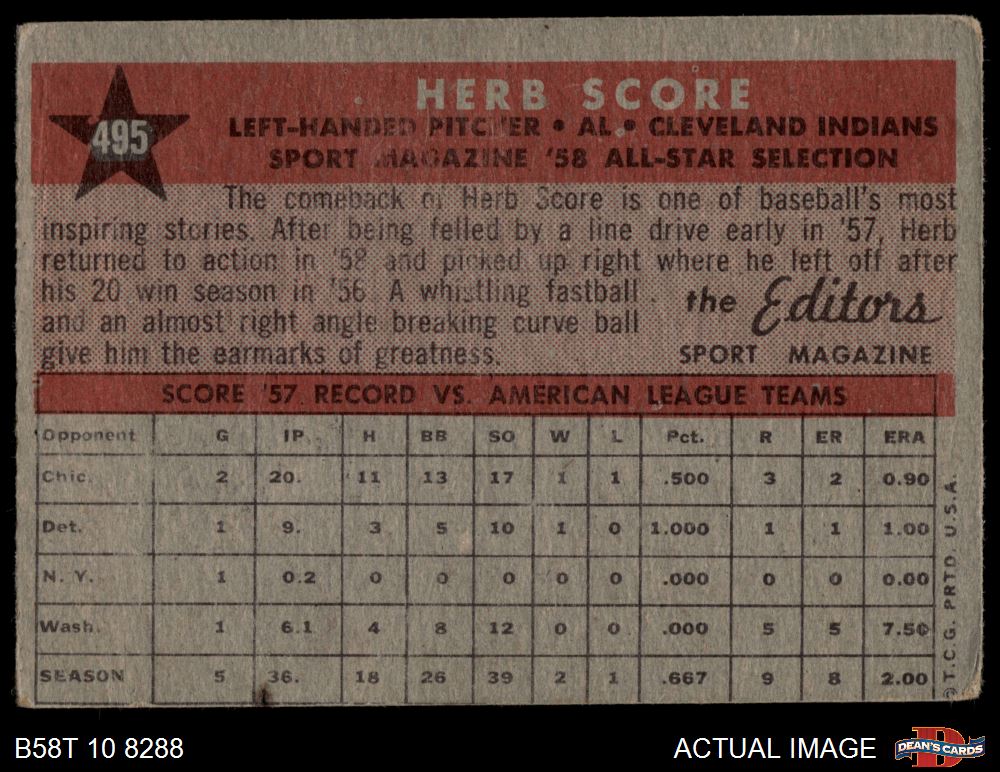 HERB SCORE
495
LEFT-HANDED PITCHER • AL • CLEVELAND INDIANS
SPORT MAGAZINE '58 ALL-STAR SELECTION
The comeback of Herb Score is one of baseball's most
inspiring stories. After being felled by a line drive early in '57, Herb
returned to action in '58 and picked up right where he left off after
his 20 win season in '56. A whistling fastball
and an almost right angle breaking curve ball
give him the earmarks of greatness.
the Editors
SPORT MAGAZINE
SCORE '57 RECORD VS. AMERICAN LEAGUE TEAMS
Opponent G IP H BB SO W L Pct. R ER ERA
Chic. 2 20. 11 13 17 1 1 .500 3 2 0.90
Det. 1 9. 3 5 10 1 0 1.000 1 1 1.00
N. Y. 1 0.2 0 0 0 0 0 .000 0 0 0.00
Wash. 1 6.1 4 8 12 0 0 .000 5 5 7.50
SEASON 5 36. 18 26 39 2 1 .667 9 8 2.00
© T.C.G. PRTD. U.S.A.
B58T 10 8288
ACTUAL IMAGE
D
DEAN'S CARDS